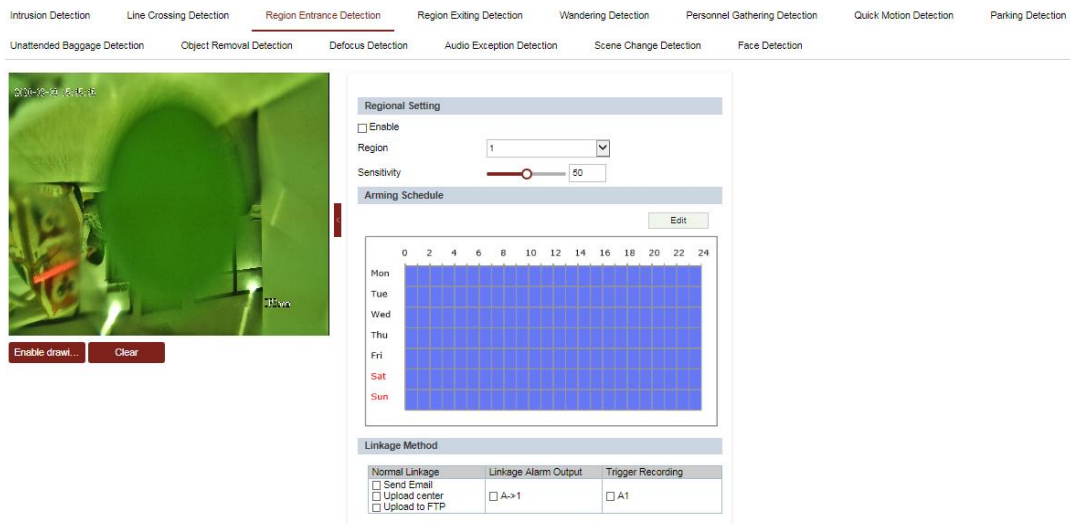 Intrusion Detection Line Crossing Detection Region Entrance Detection Region Exiting Detection Wandering Detection Personnel Gathering Detection Quick Motion Detection Parking Detection
Unattended Baggage Detection Object Removal Detection Defocus Detection Audio Exception Detection Scene Change Detection Face Detection
Regional Setting
Enable
Region 1
Sensitivity 50
Arming Schedule
Edit
0 2 4 6 8 10 12 14 16 18 20 22 24
Mon
Tue
Wed
Thu
Fri
Sat
Sun
Enable drawi... Clear
Linkage Method
Normal Linkage Linkage Alarm Output Trigger Recording
Send Email
Upload center A->1 A1
Upload to FTP